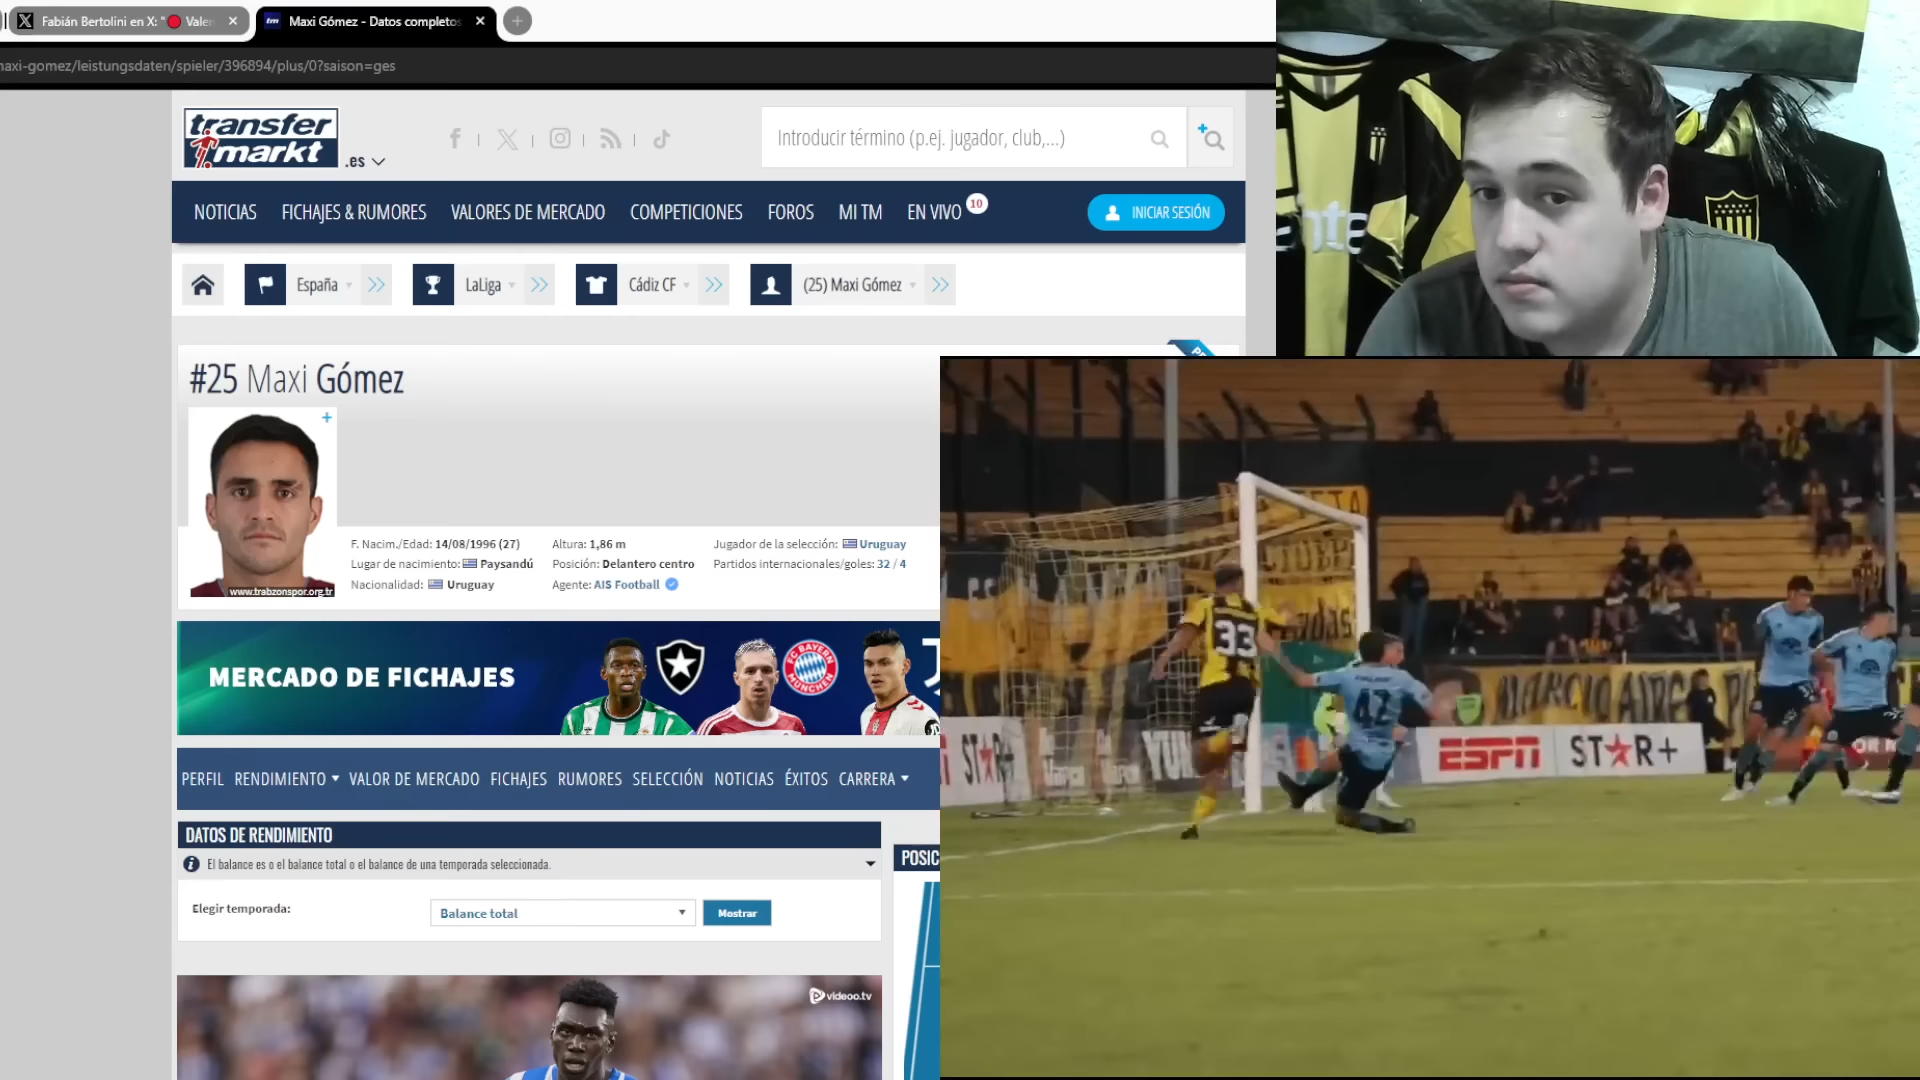 Fabián Bertolini en X: "🔴 Valen
Maxi Gómez - Datos completos
maxi-gomez/leistungsdaten/spieler/396894/plus/0?saison=ges
transfer
markt
.es
Introducir término (p.ej. jugador, club,...)
NOTICIAS FICHAJES & RUMORES VALORES DE MERCADO COMPETICIONES FOROS MI TM EN VIVO 10 INICIAR SESIÓN
España LaLiga Cádiz CF (25) Maxi Gómez
#25 Maxi Gómez
www.trabzonspor.org.tr
F. Nacim./Edad: 14/08/1996 (27) Altura: 1,86 m Jugador de la selección: Uruguay
Lugar de nacimiento: Paysandú Posición: Delantero centro Partidos internacionales/goles: 32 / 4
Nacionalidad: Uruguay Agente: AIS Football
MERCADO DE FICHAJES
FC BAYERN
MÜNCHEN
PERFIL RENDIMIENTO VALOR DE MERCADO FICHAJES RUMORES SELECCIÓN NOTICIAS ÉXITOS CARRERA
DATOS DE RENDIMIENTO
El balance es o el balance total o el balance de una temporada seleccionada.
POSIC
Elegir temporada: Balance total Mostrar
videoo.tv
33
42
ESPN STAR+